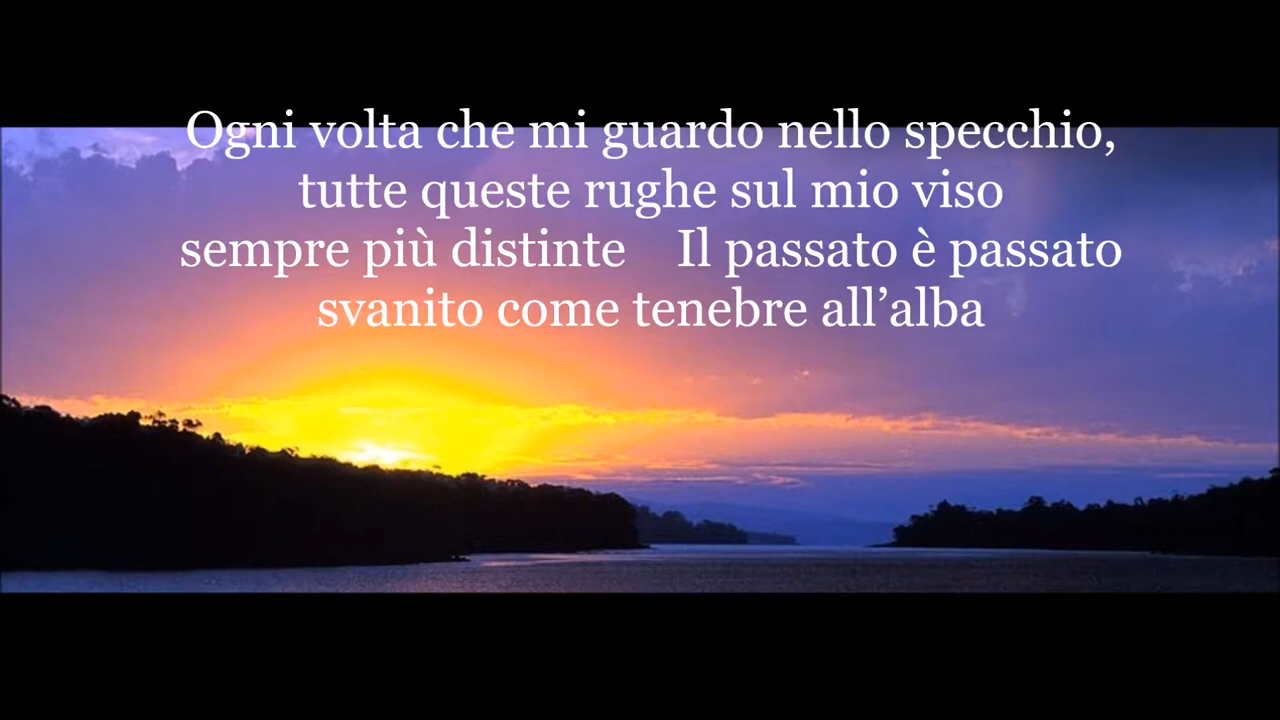 Ogni volta che mi guardo nello specchio,
tutte queste rughe sul mio viso
sempre più distinte    Il passato è passato
svanito come tenebre all’alba